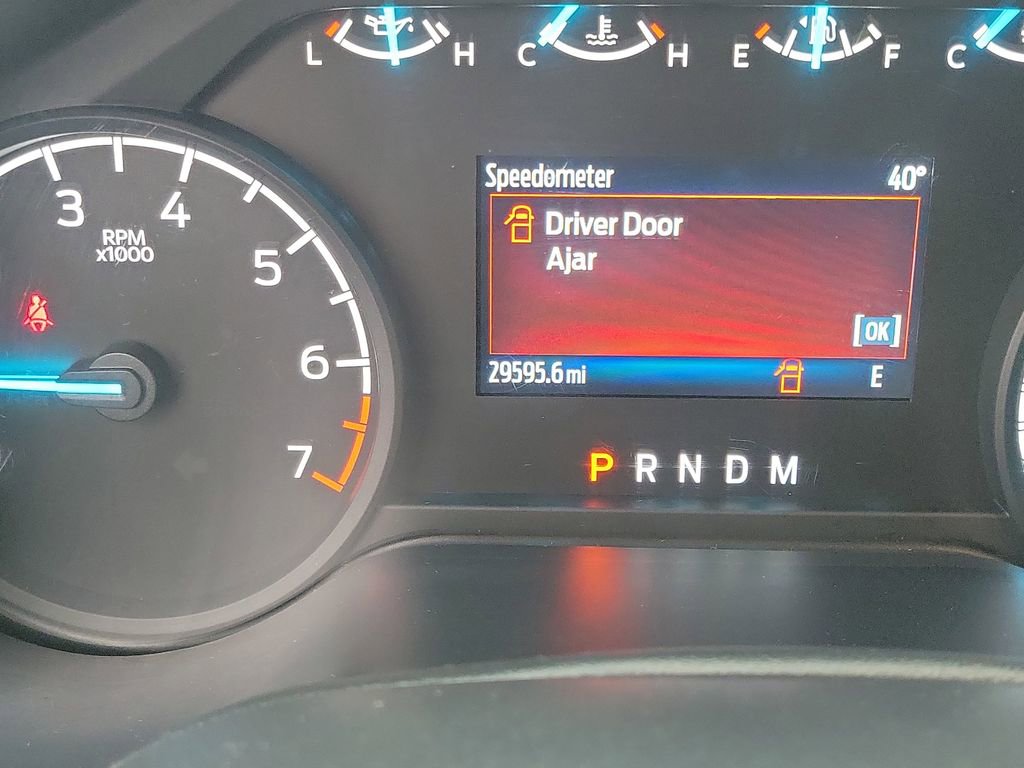 L H C H E F C
3 4
RPM
x1000
5
6
7
Speedometer 40°
Driver Door
Ajar
[OK]
29595.6 mi E
P R N D M